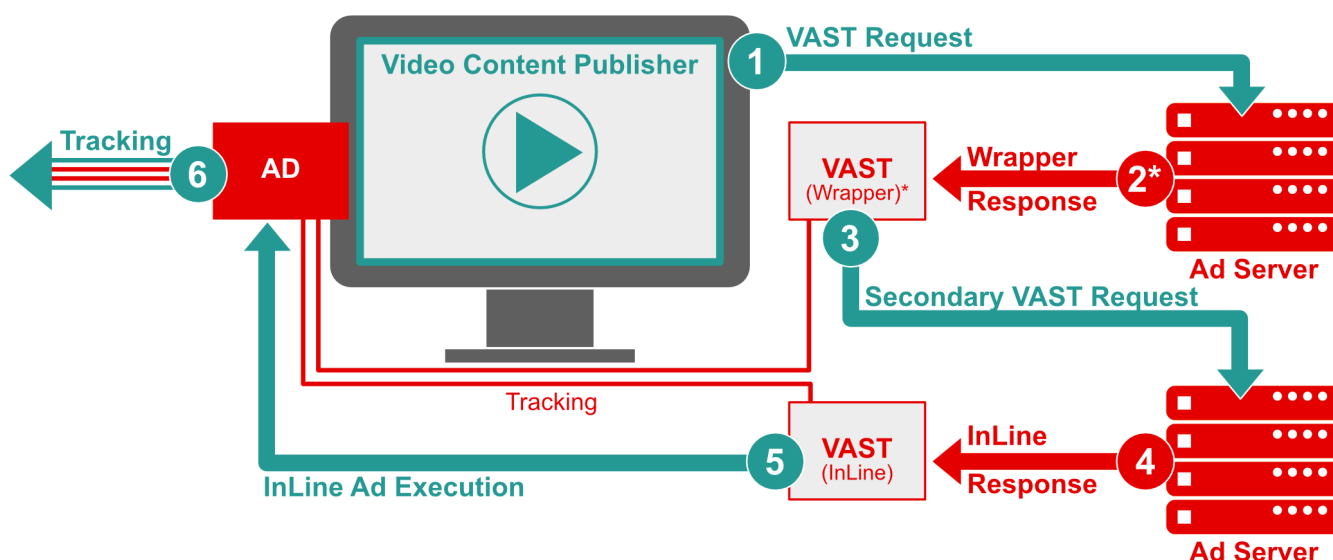 VAST Request
Video Content Publisher
1
Tracking
6
AD
VAST
(Wrapper)*
Wrapper
Response
2*
3
Ad Server
Secondary VAST Request
Tracking
InLine Ad Execution
5
VAST
(InLine)
InLine
Response
4
Ad Server